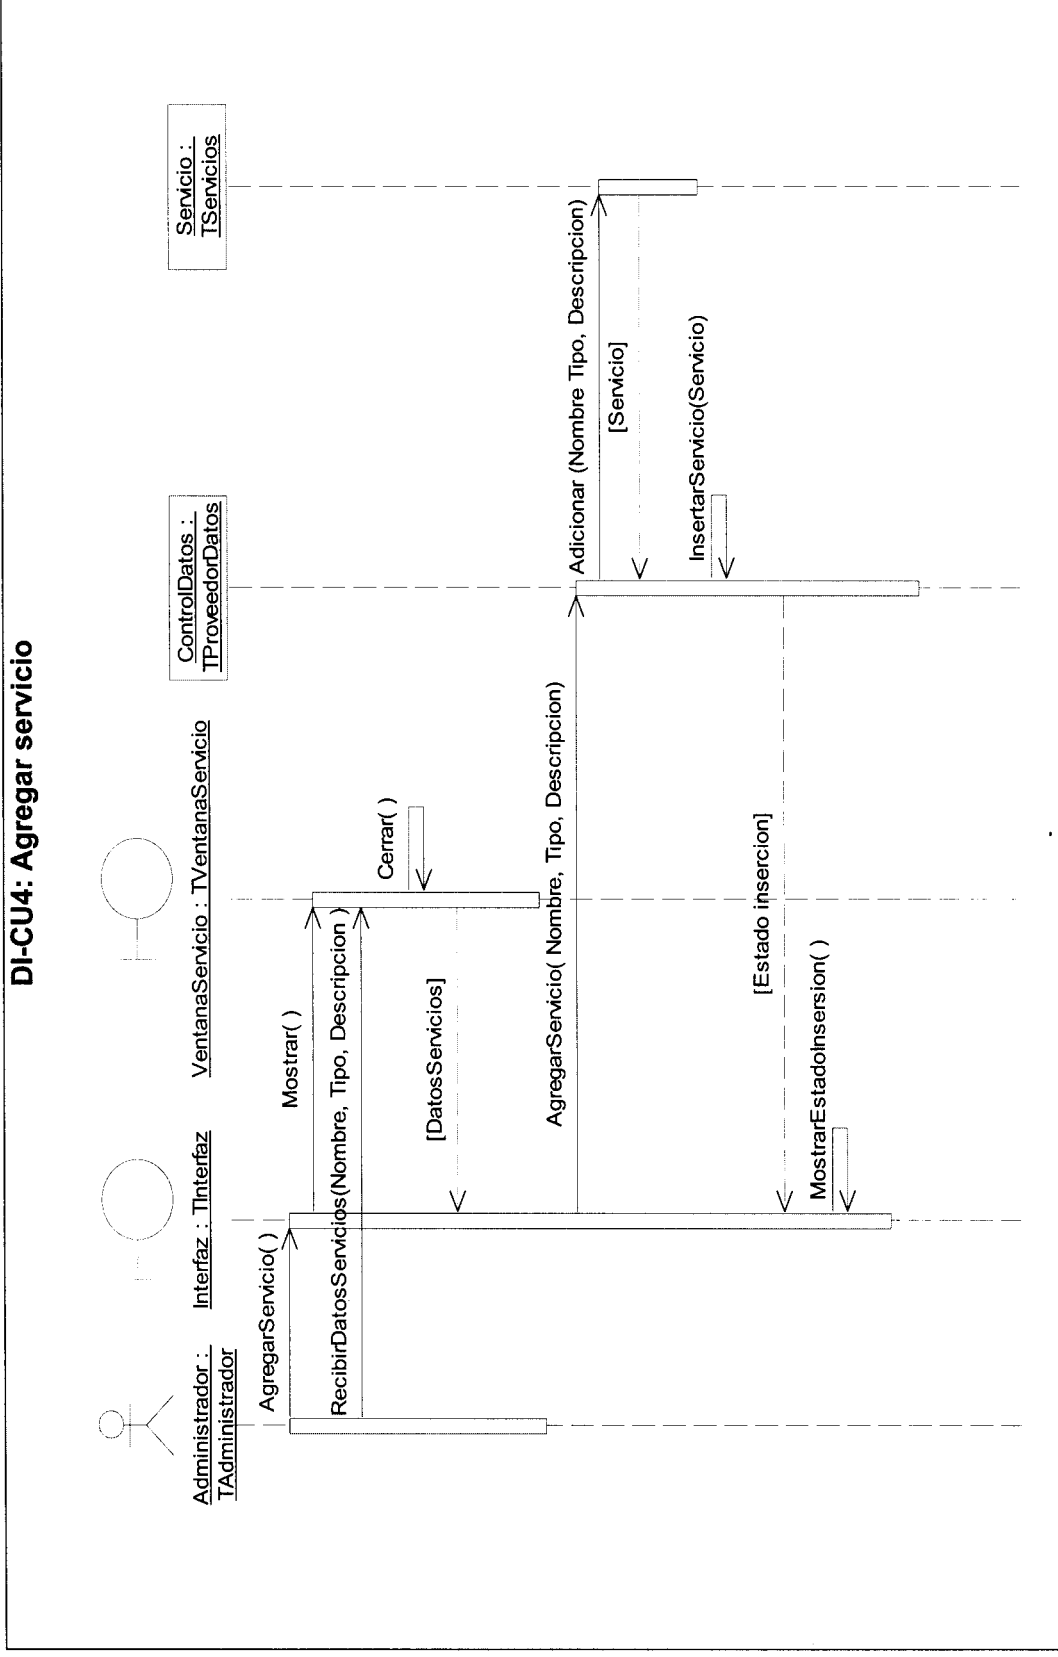 DI-CU4: Agregar servicio
Administrador :
TAdministrador
Interfaz : TInterfaz
VentanaServicio : TVentanaServicio
ControlDatos :
TProveedorDatos
Servicio :
TServicios
AgregarServicio( )
Mostrar( )
RecibirDatosServicios(Nombre, Tipo, Descripcion )
Cerrar( )
[DatosServicios]
AgregarServicio( Nombre, Tipo, Descripcion)
Adicionar (Nombre Tipo, Descripcion)
[Servicio]
InsertarServicio(Servicio)
[Estado insercion]
MostrarEstadoInsersion( )